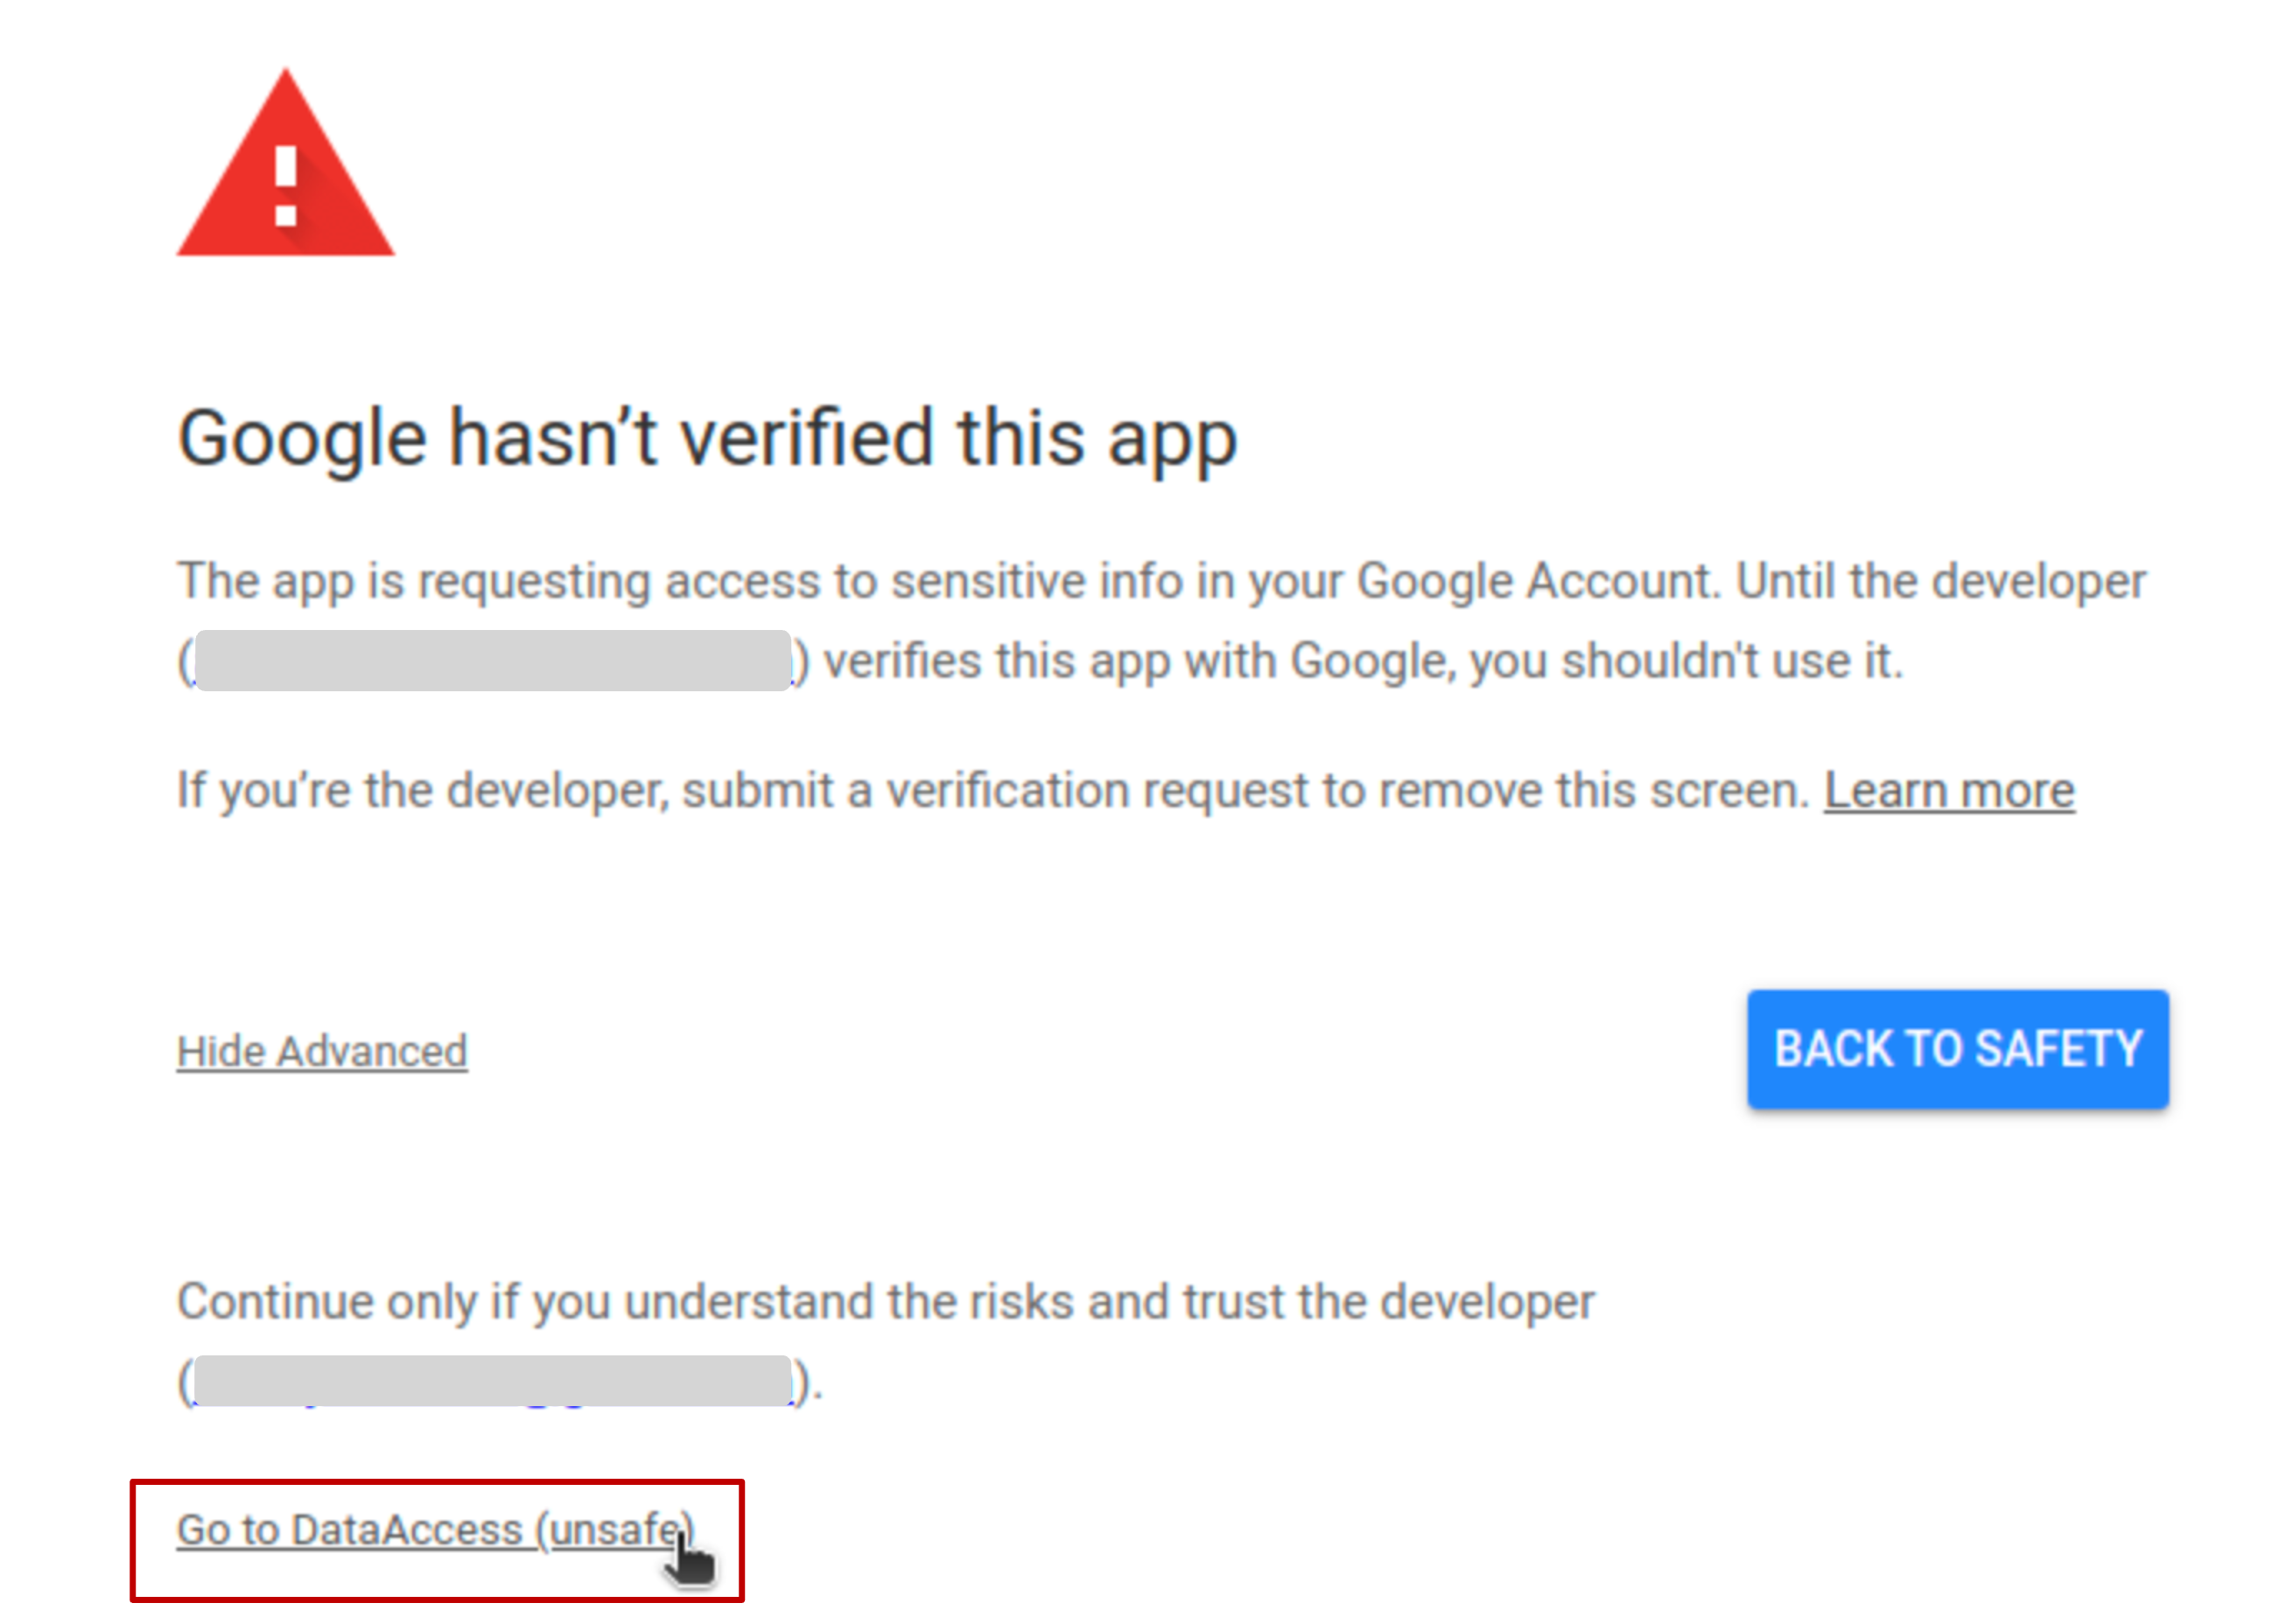 Google hasn’t verified this app
The app is requesting access to sensitive info in your Google Account. Until the developer
() verifies this app with Google, you shouldn't use it.
If you’re the developer, submit a verification request to remove this screen. Learn more
Hide Advanced
BACK TO SAFETY
Continue only if you understand the risks and trust the developer
().
Go to DataAccess (unsafe)